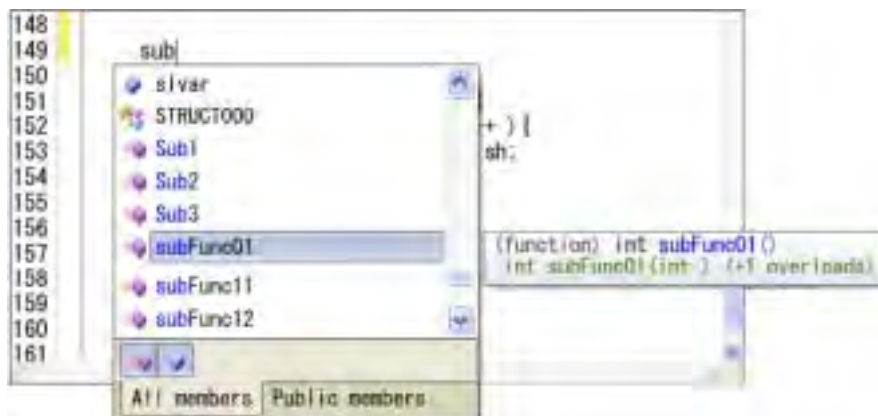 148
149 sub
150
151
152 + ){
153 sh;
154
155
156
157
158
159
160
161
slvar
STRUCT000
Sub1
Sub2
Sub3
subFunc01
subFunc11
subFunc12
(function) int subFunc01()
int subFunc01(int ) (+1 overloads)
All members Public members